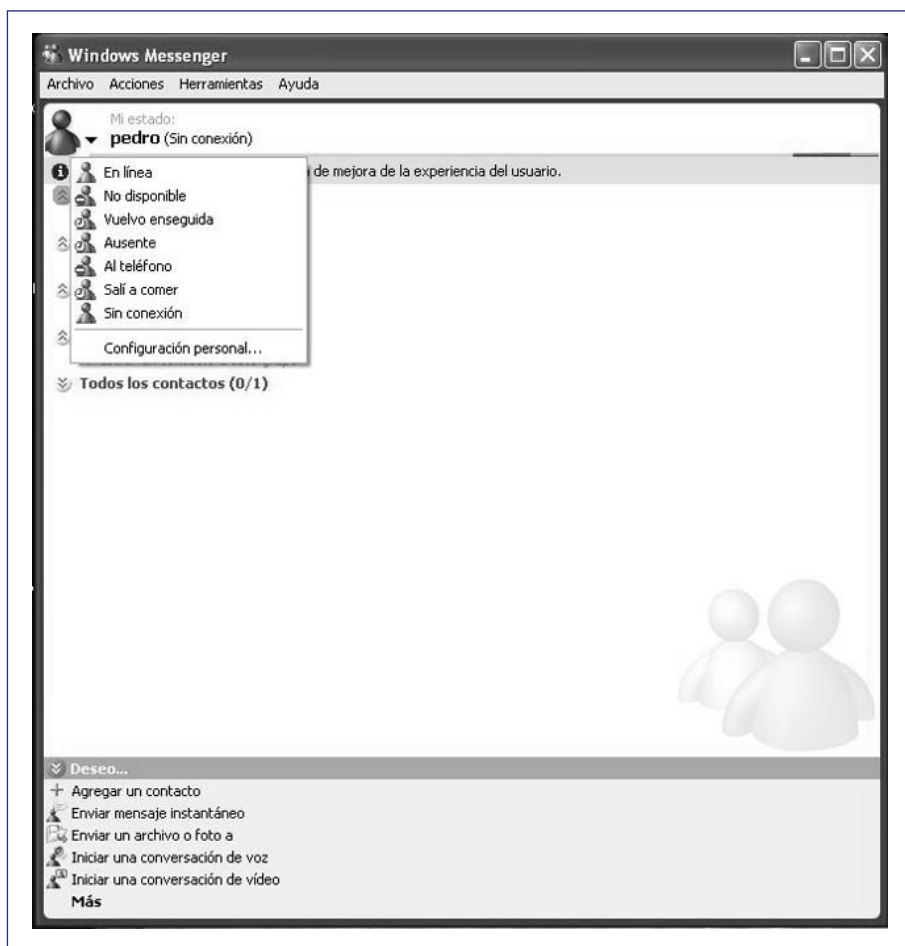 Windows Messenger
Archivo Acciones Herramientas Ayuda
Mi estado:
pedro (Sin conexión)
de mejora de la experiencia del usuario.
En línea
No disponible
Vuelvo enseguida
Ausente
Al teléfono
Salí a comer
Sin conexión
Configuración personal...
Todos los contactos (0/1)
Deseo...
Agregar un contacto
Enviar mensaje instantáneo
Enviar un archivo o foto a
Iniciar una conversación de voz
Iniciar una conversación de vídeo
Más